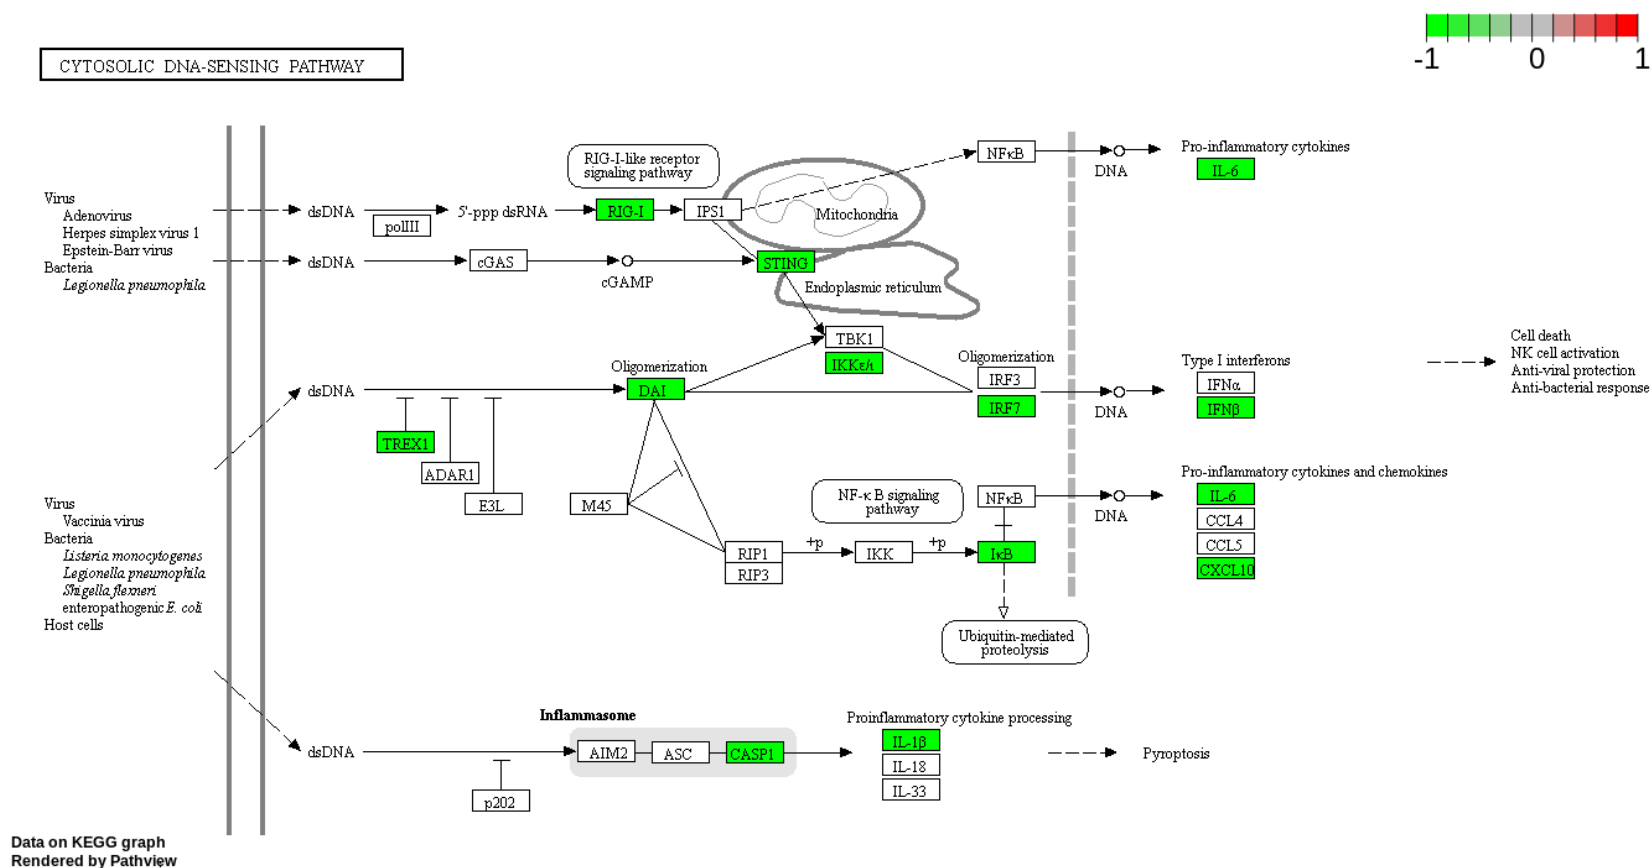 -1 0 1
CYTOSOLIC DNA-SENSING PATHWAY
RIG-I-like receptor
signaling pathway
NFκB
DNA
Pro-inflammatory cytokines
IL-6
Virus
Adenovirus
Herpes simplex virus 1
Epstein-Barr virus
Bacteria
Legionella pneumophila
dsDNA
polIII
5'-ppp dsRNA
RIG-I
IPS1
Mitochondria
dsDNA
cGAS
cGAMP
STING
Endoplasmic reticulum
TBK1
IKKε/ι
Oligomerization
dsDNA
DAI
Oligomerization
IRF3
IRF7
DNA
Type I interferons
IFNα
IFNβ
Cell death
NK cell activation
Anti-viral protection
Anti-bacterial response
TREX1
ADAR1
E3L
M45
NF-κ B signaling
pathway
NFκB
DNA
Pro-inflammatory cytokines and chemokines
IL-6
CCL4
CCL5
CXCL10
Virus
Vaccinia virus
Bacteria
Listeria monocytogenes
Legionella pneumophila
Shigella flexneri
enteropathogenic E. coli
Host cells
RIP1
RIP3
+p
IKK
+p
IκB
Ubiquitin-mediated
proteolysis
Inflammasome
dsDNA
p202
AIM2
ASC
CASP1
Proinflammatory cytokine processing
IL-1β
IL-18
IL-33
Pyroptosis
Data on KEGG graph
Rendered by Pathview